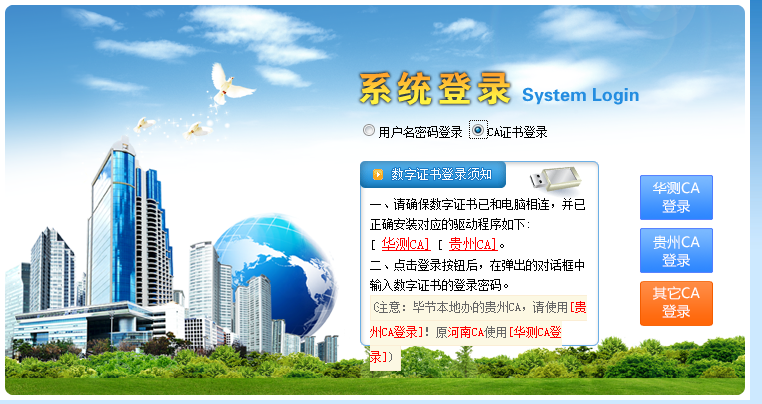 系统登录 System Login
用户名密码登录 CA证书登录
数字证书登录须知
一、请确保数字证书已和电脑相连，并已
正确安装对应的驱动程序如下：
[ 华测CA] [ 贵州CA]。
二、点击登录按钮后，在弹出的对话框中
输入数字证书的登录密码。
(注意：毕节本地办的贵州CA，请使用[贵
州CA登录]！原河南CA使用[华测CA登
录])
华测CA
登录
贵州CA
登录
其它CA
登录